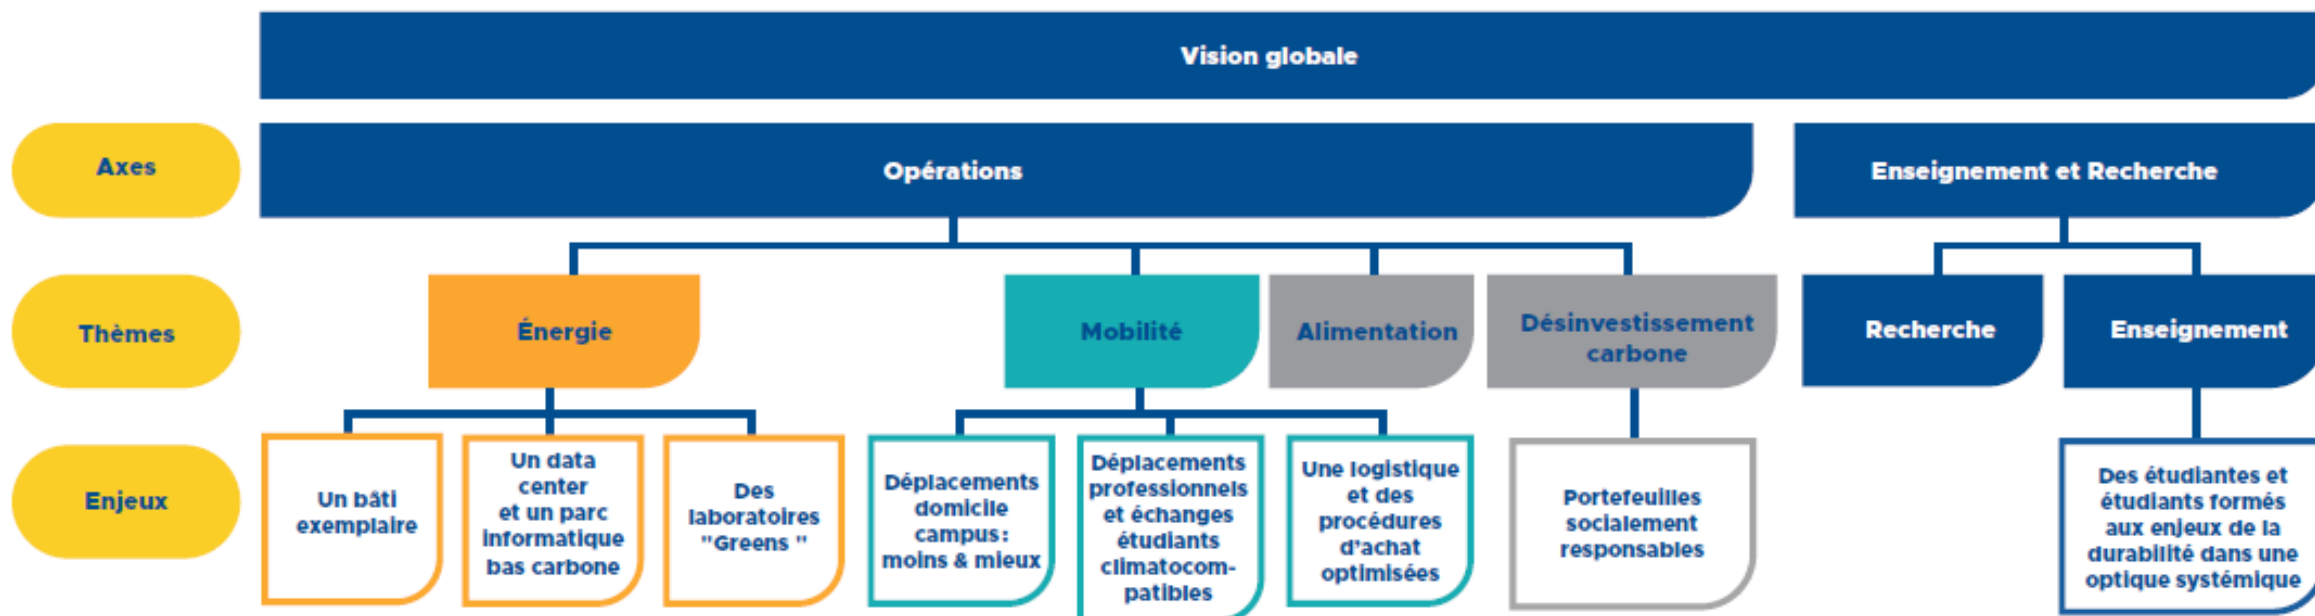 Vision globale
Axes
Opérations
Enseignement et Recherche
Thèmes
Énergie
Mobilité
Alimentation
Désinvestissement
carbone
Recherche
Enseignement
Enjeux
Un bâti
exemplaire
Un data
center
et un parc
informatique
bas carbone
Des
laboratoires
"Greens "
Déplacements
domicile
campus :
moins & mieux
Déplacements
professionnels
et échanges
étudiants
climatocom-
patibles
Une logistique
et des
procédures
d'achat
optimisées
Portefeuilles
socialement
responsables
Des étudiantes et
étudiants formés
aux enjeux de la
durabilité dans une
optique systémique